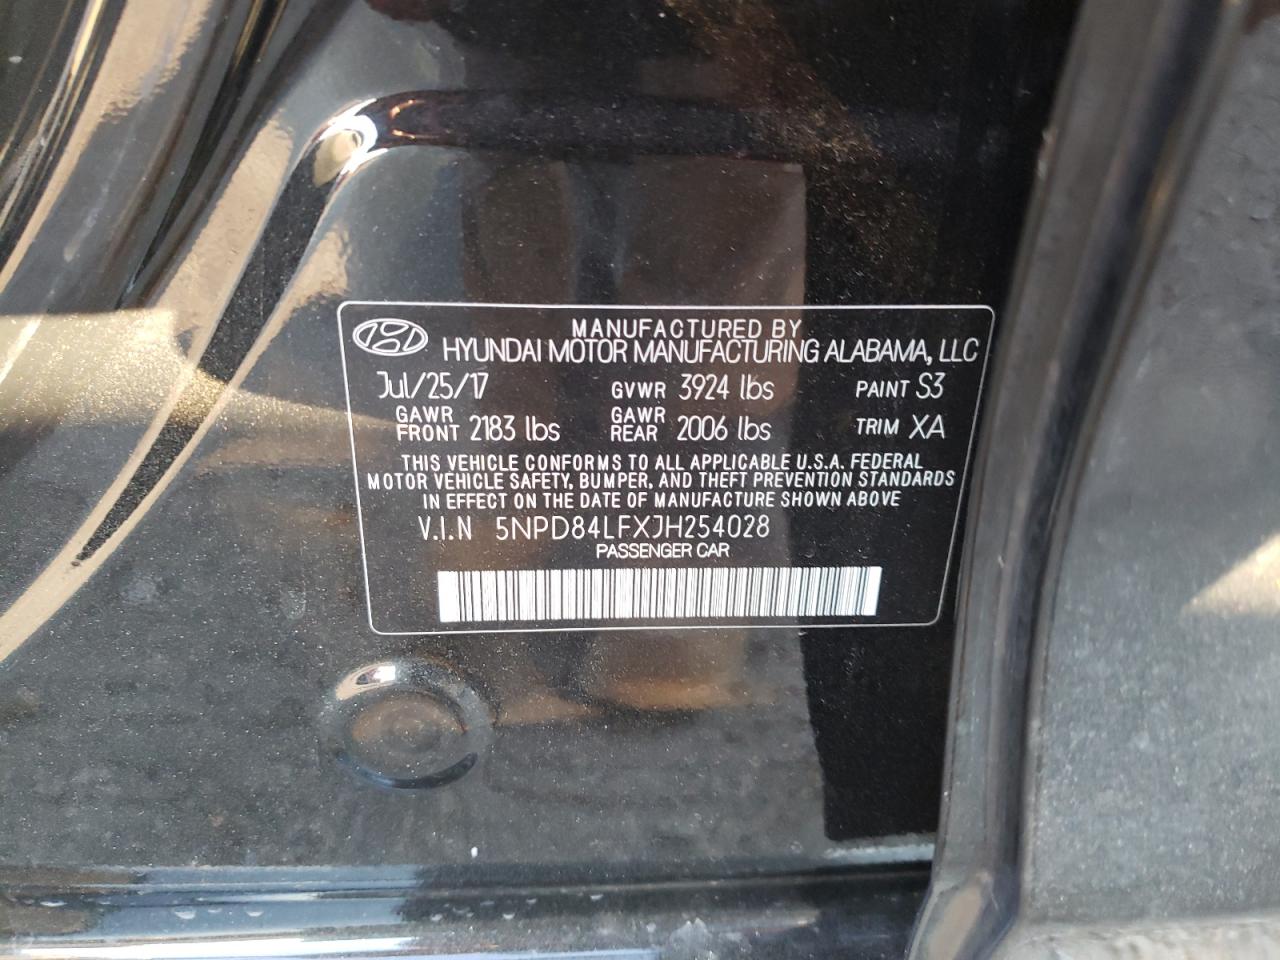 MANUFACTURED BY
HYUNDAI MOTOR MANUFACTURING ALABAMA, LLC
Jul/25/17 GVWR 3924 lbs PAINT S3
GAWR FRONT 2183 lbs GAWR REAR 2006 lbs TRIM XA
THIS VEHICLE CONFORMS TO ALL APPLICABLE U.S.A. FEDERAL
MOTOR VEHICLE SAFETY, BUMPER, AND THEFT PREVENTION STANDARDS
IN EFFECT ON THE DATE OF MANUFACTURE SHOWN ABOVE
V.I.N 5NPD84LFXJH254028
PASSENGER CAR